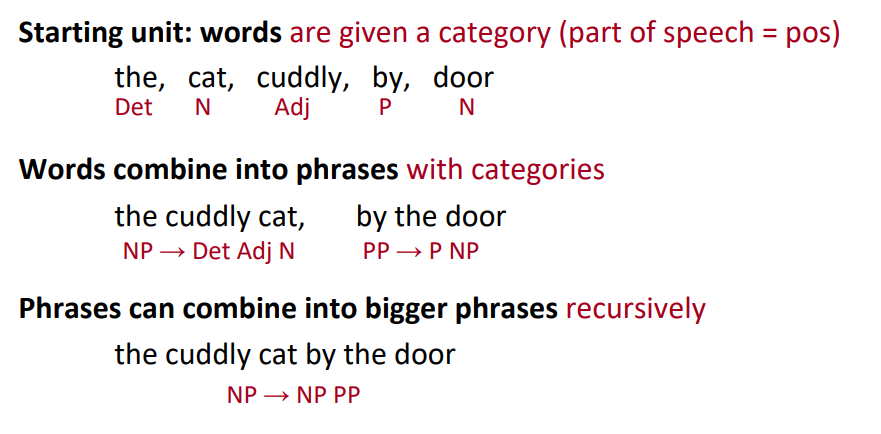 Starting unit: words are given a category (part of speech = pos)
the, cat, cuddly, by, door
Det N Adj P N
Words combine into phrases with categories
the cuddly cat, by the door
NP → Det Adj N PP → P NP
Phrases can combine into bigger phrases recursively
the cuddly cat by the door
NP → NP PP